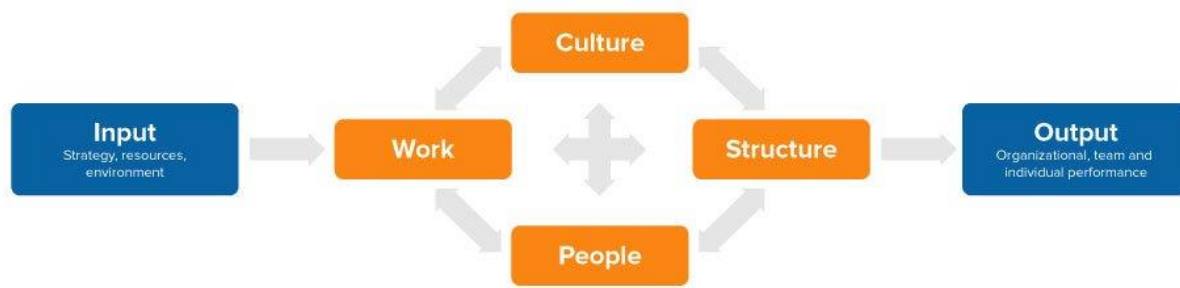 Culture
Input
Strategy, resources,
environment
Work
Structure
Output
Organizational, team and
individual performance
People